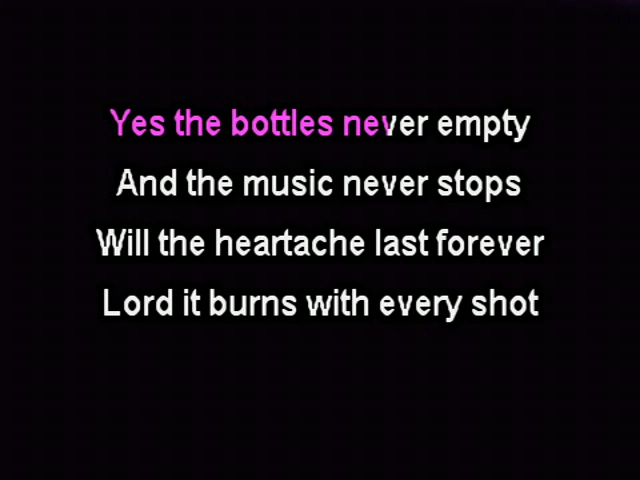 Yes the bottles never empty
And the music never stops
Will the heartache last forever
Lord it burns with every shot